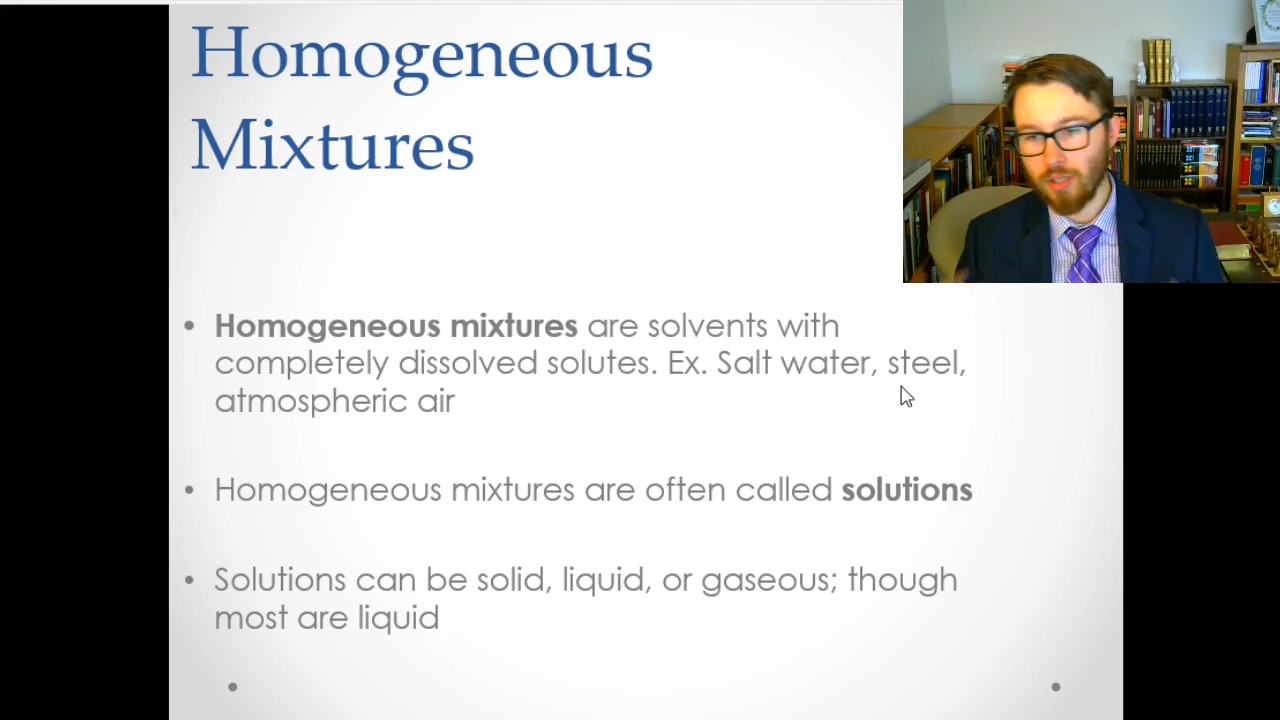 Homogeneous
Mixtures
• Homogeneous mixtures are solvents with
completely dissolved solutes. Ex. Salt water, steel,
atmospheric air
• Homogeneous mixtures are often called solutions
• Solutions can be solid, liquid, or gaseous; though
most are liquid